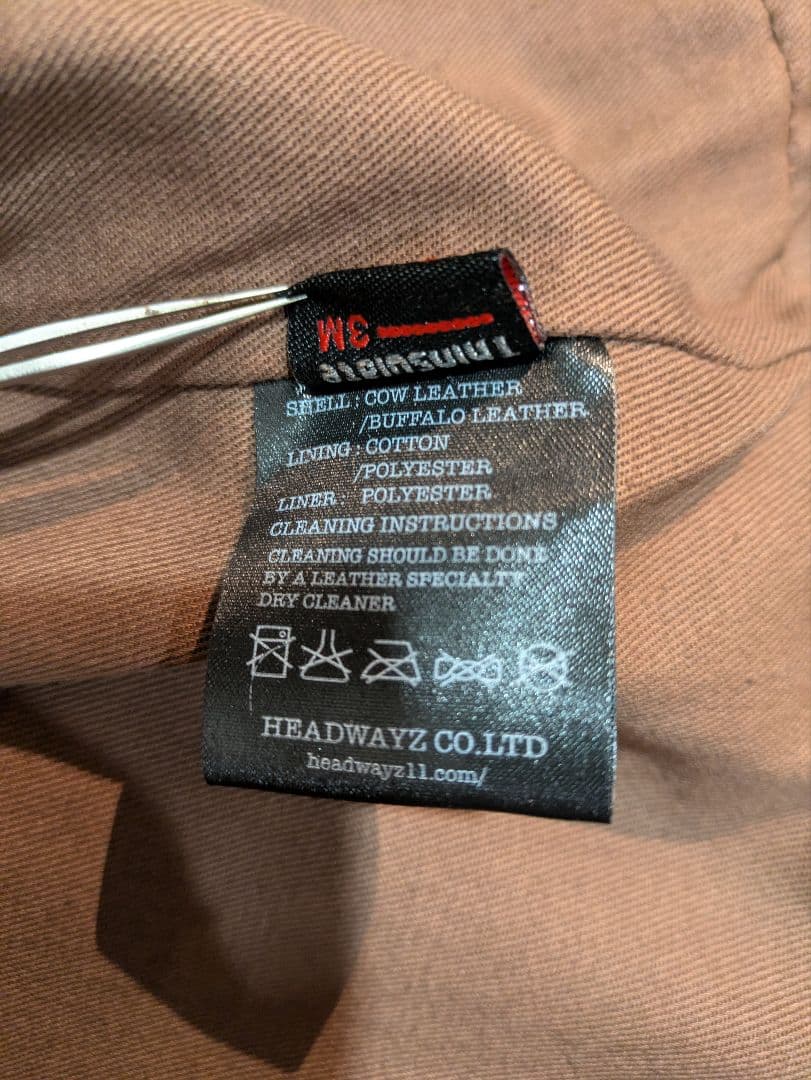 3M
Thinsulate
SHELL : COW LEATHER
/BUFFALO LEATHER
LINING : COTTON
/POLYESTER
LINER : POLYESTER
CLEANING INSTRUCTIONS
CLEANING SHOULD BE DONE
BY A LEATHER SPECIALTY
DRY CLEANER
HEADWAYZ CO.LTD
headwayz11.com/